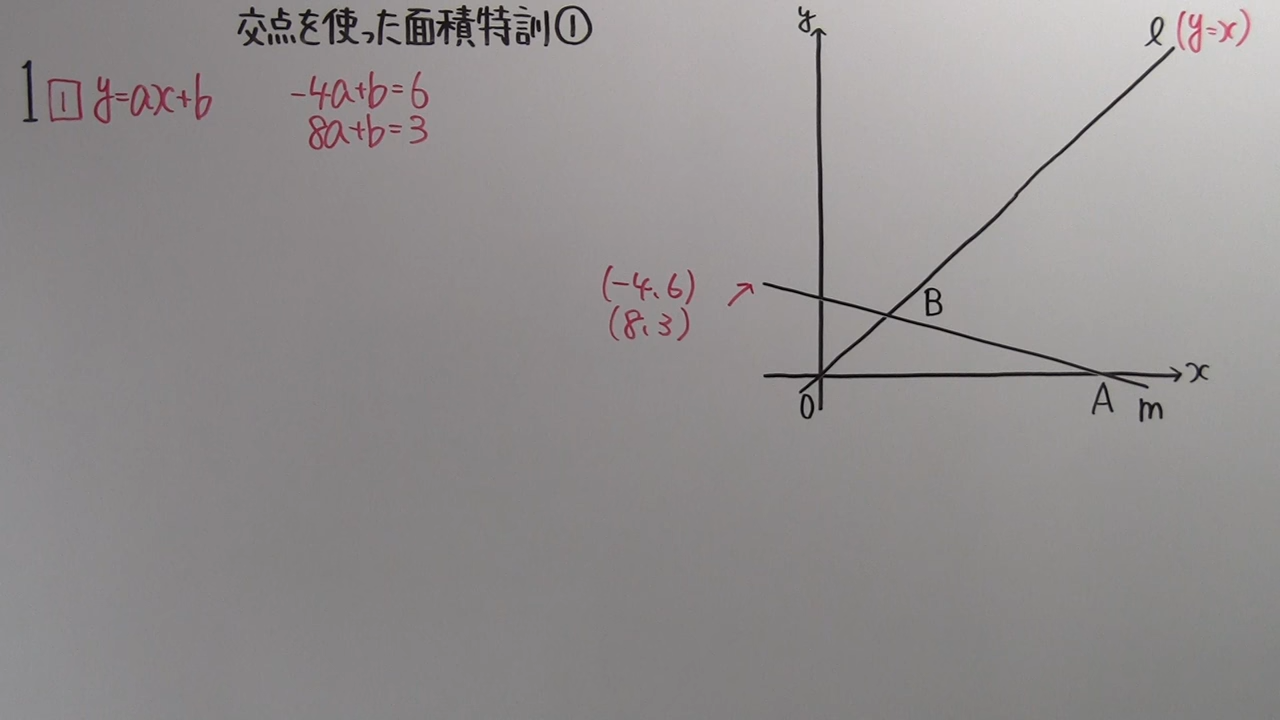 交点を使った面積特訓①
1 1 y=ax+b -4a+b=6
8a+b=3
y
ℓ (y=x)
(-4、6)
(8、3)
B
x
O
A
m